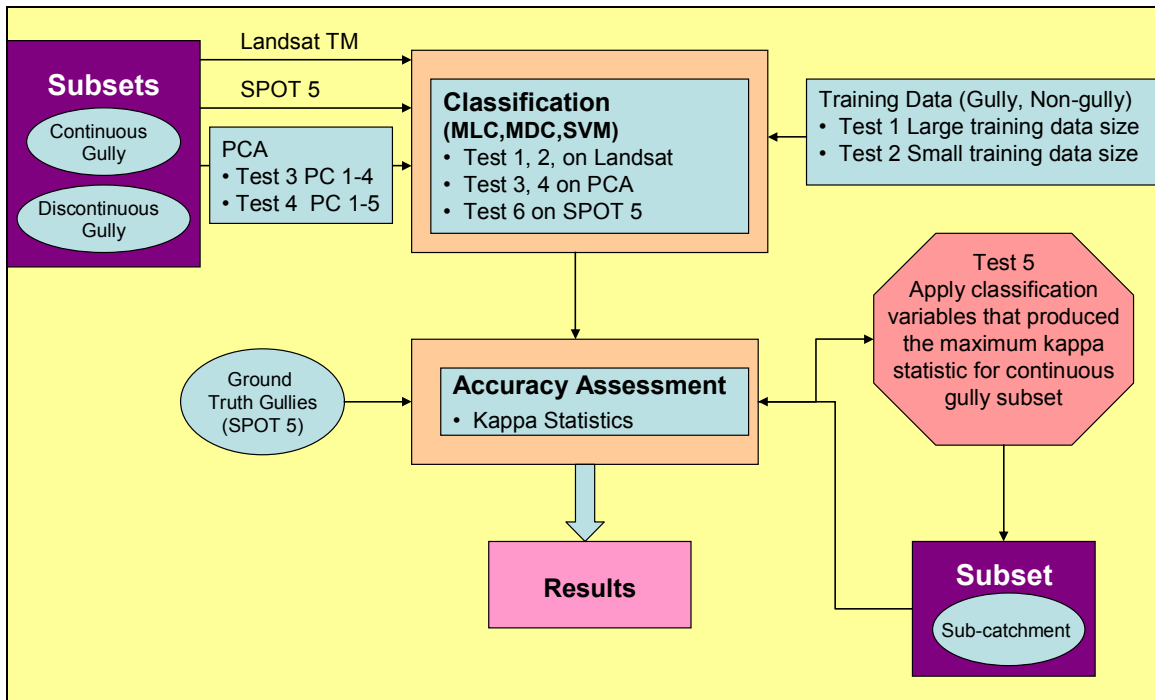 Landsat TM
Subsets
SPOT 5
Continuous
Gully
Discontinuous
Gully
PCA
• Test 3 PC 1-4
• Test 4 PC 1-5
Classification
(MLC,MDC,SVM)
• Test 1, 2, on Landsat
• Test 3, 4 on PCA
• Test 6 on SPOT 5
Training Data (Gully, Non-gully)
• Test 1 Large training data size
• Test 2 Small training data size
Test 5
Apply classification
variables that produced
the maximum kappa
statistic for continuous
gully subset
Ground
Truth Gullies
(SPOT 5)
Accuracy Assessment
• Kappa Statistics
Results
Subset
Sub-catchment